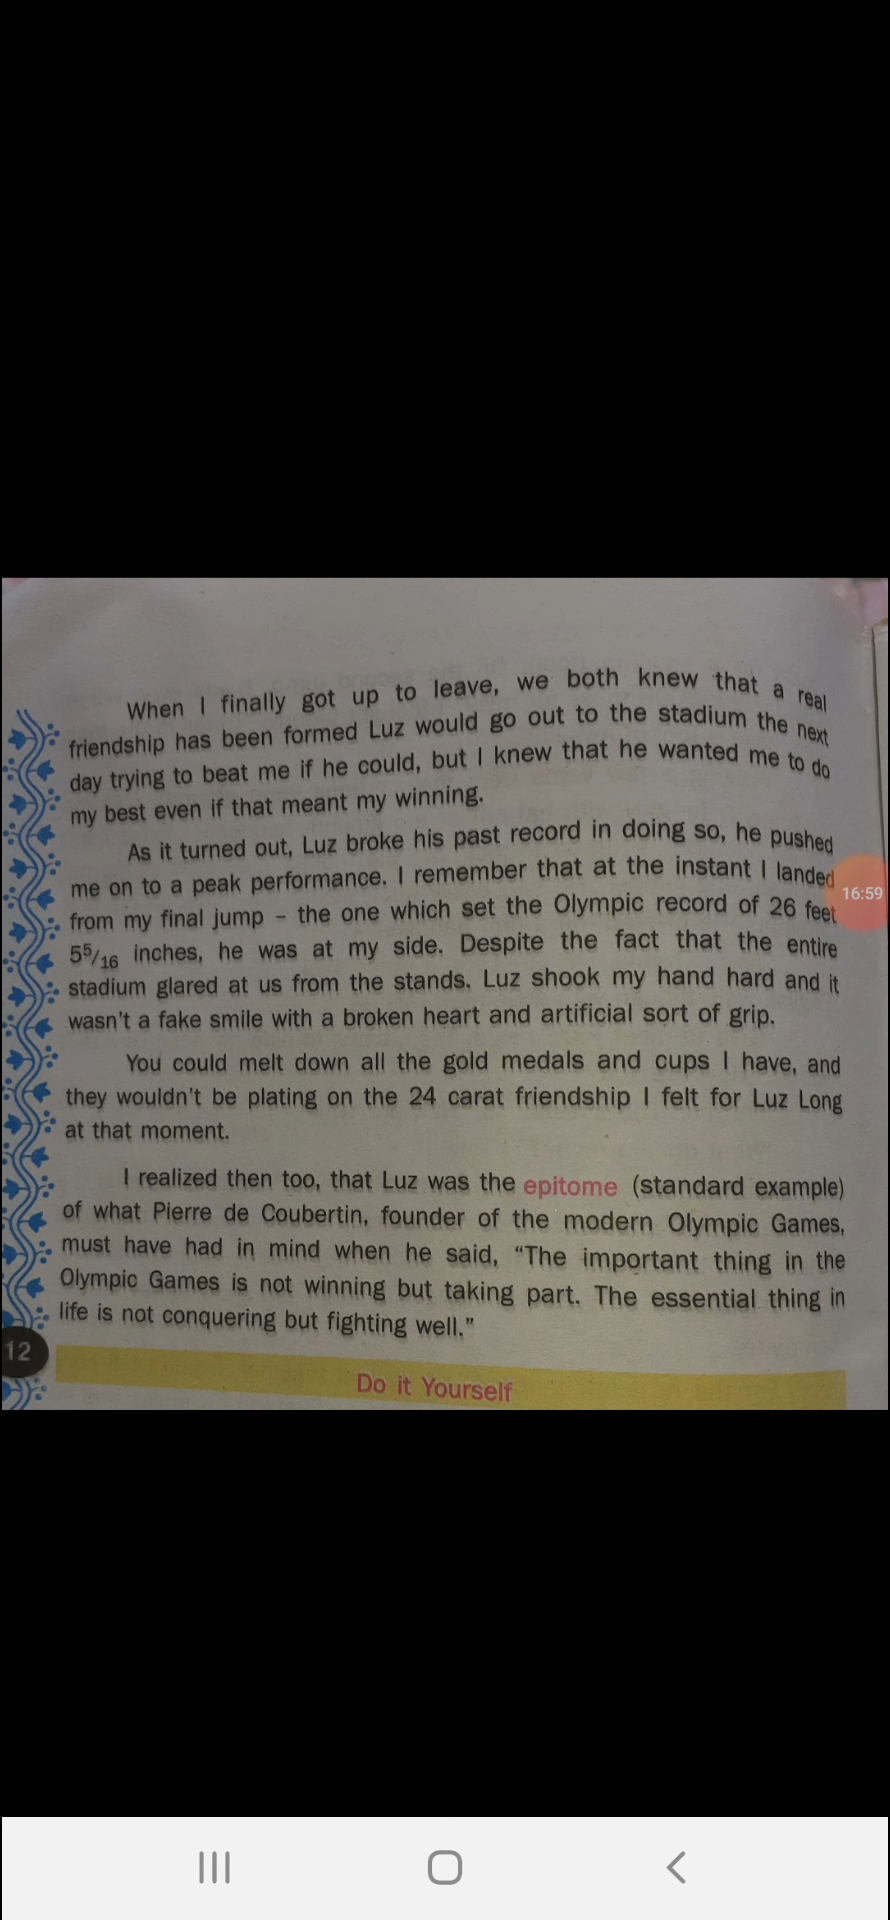 When I finally got up to leave, we both knew that a real
friendship has been formed Luz would go out to the stadium the next
day trying to beat me if he could, but I knew that he wanted me to do
my best even if that meant my winning.
As it turned out, Luz broke his past record in doing so, he pushed
me on to a peak performance. I remember that at the instant I landed
16:59
from my final jump – the one which set the Olympic record of 26 feet
5⁵/₁₆ inches, he was at my side. Despite the fact that the entire
stadium glared at us from the stands. Luz shook my hand hard and it
wasn't a fake smile with a broken heart and artificial sort of grip.
You could melt down all the gold medals and cups I have, and
they wouldn't be plating on the 24 carat friendship I felt for Luz Long
at that moment.
I realized then too, that Luz was the epitome (standard example)
of what Pierre de Coubertin, founder of the modern Olympic Games,
must have had in mind when he said, “The important thing in the
Olympic Games is not winning but taking part. The essential thing in
life is not conquering but fighting well.”
12
Do it Yourself